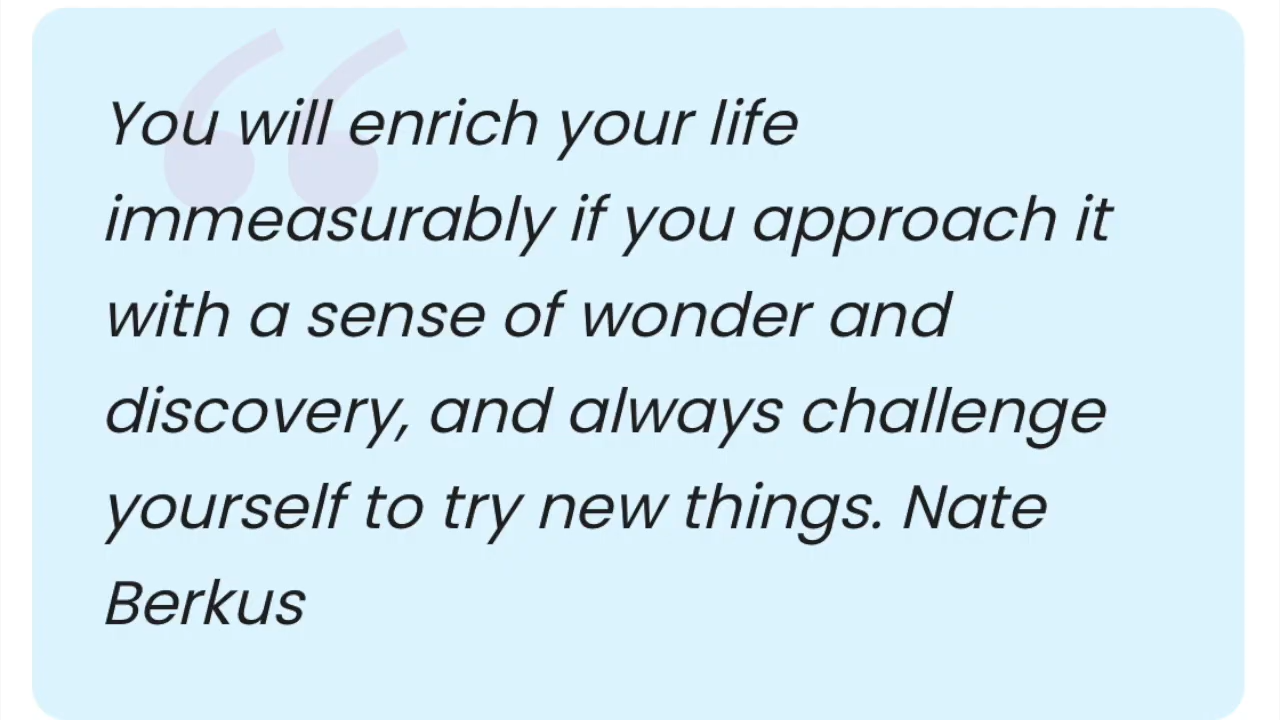 You will enrich your life
immeasurably if you approach it
with a sense of wonder and
discovery, and always challenge
yourself to try new things. Nate
Berkus